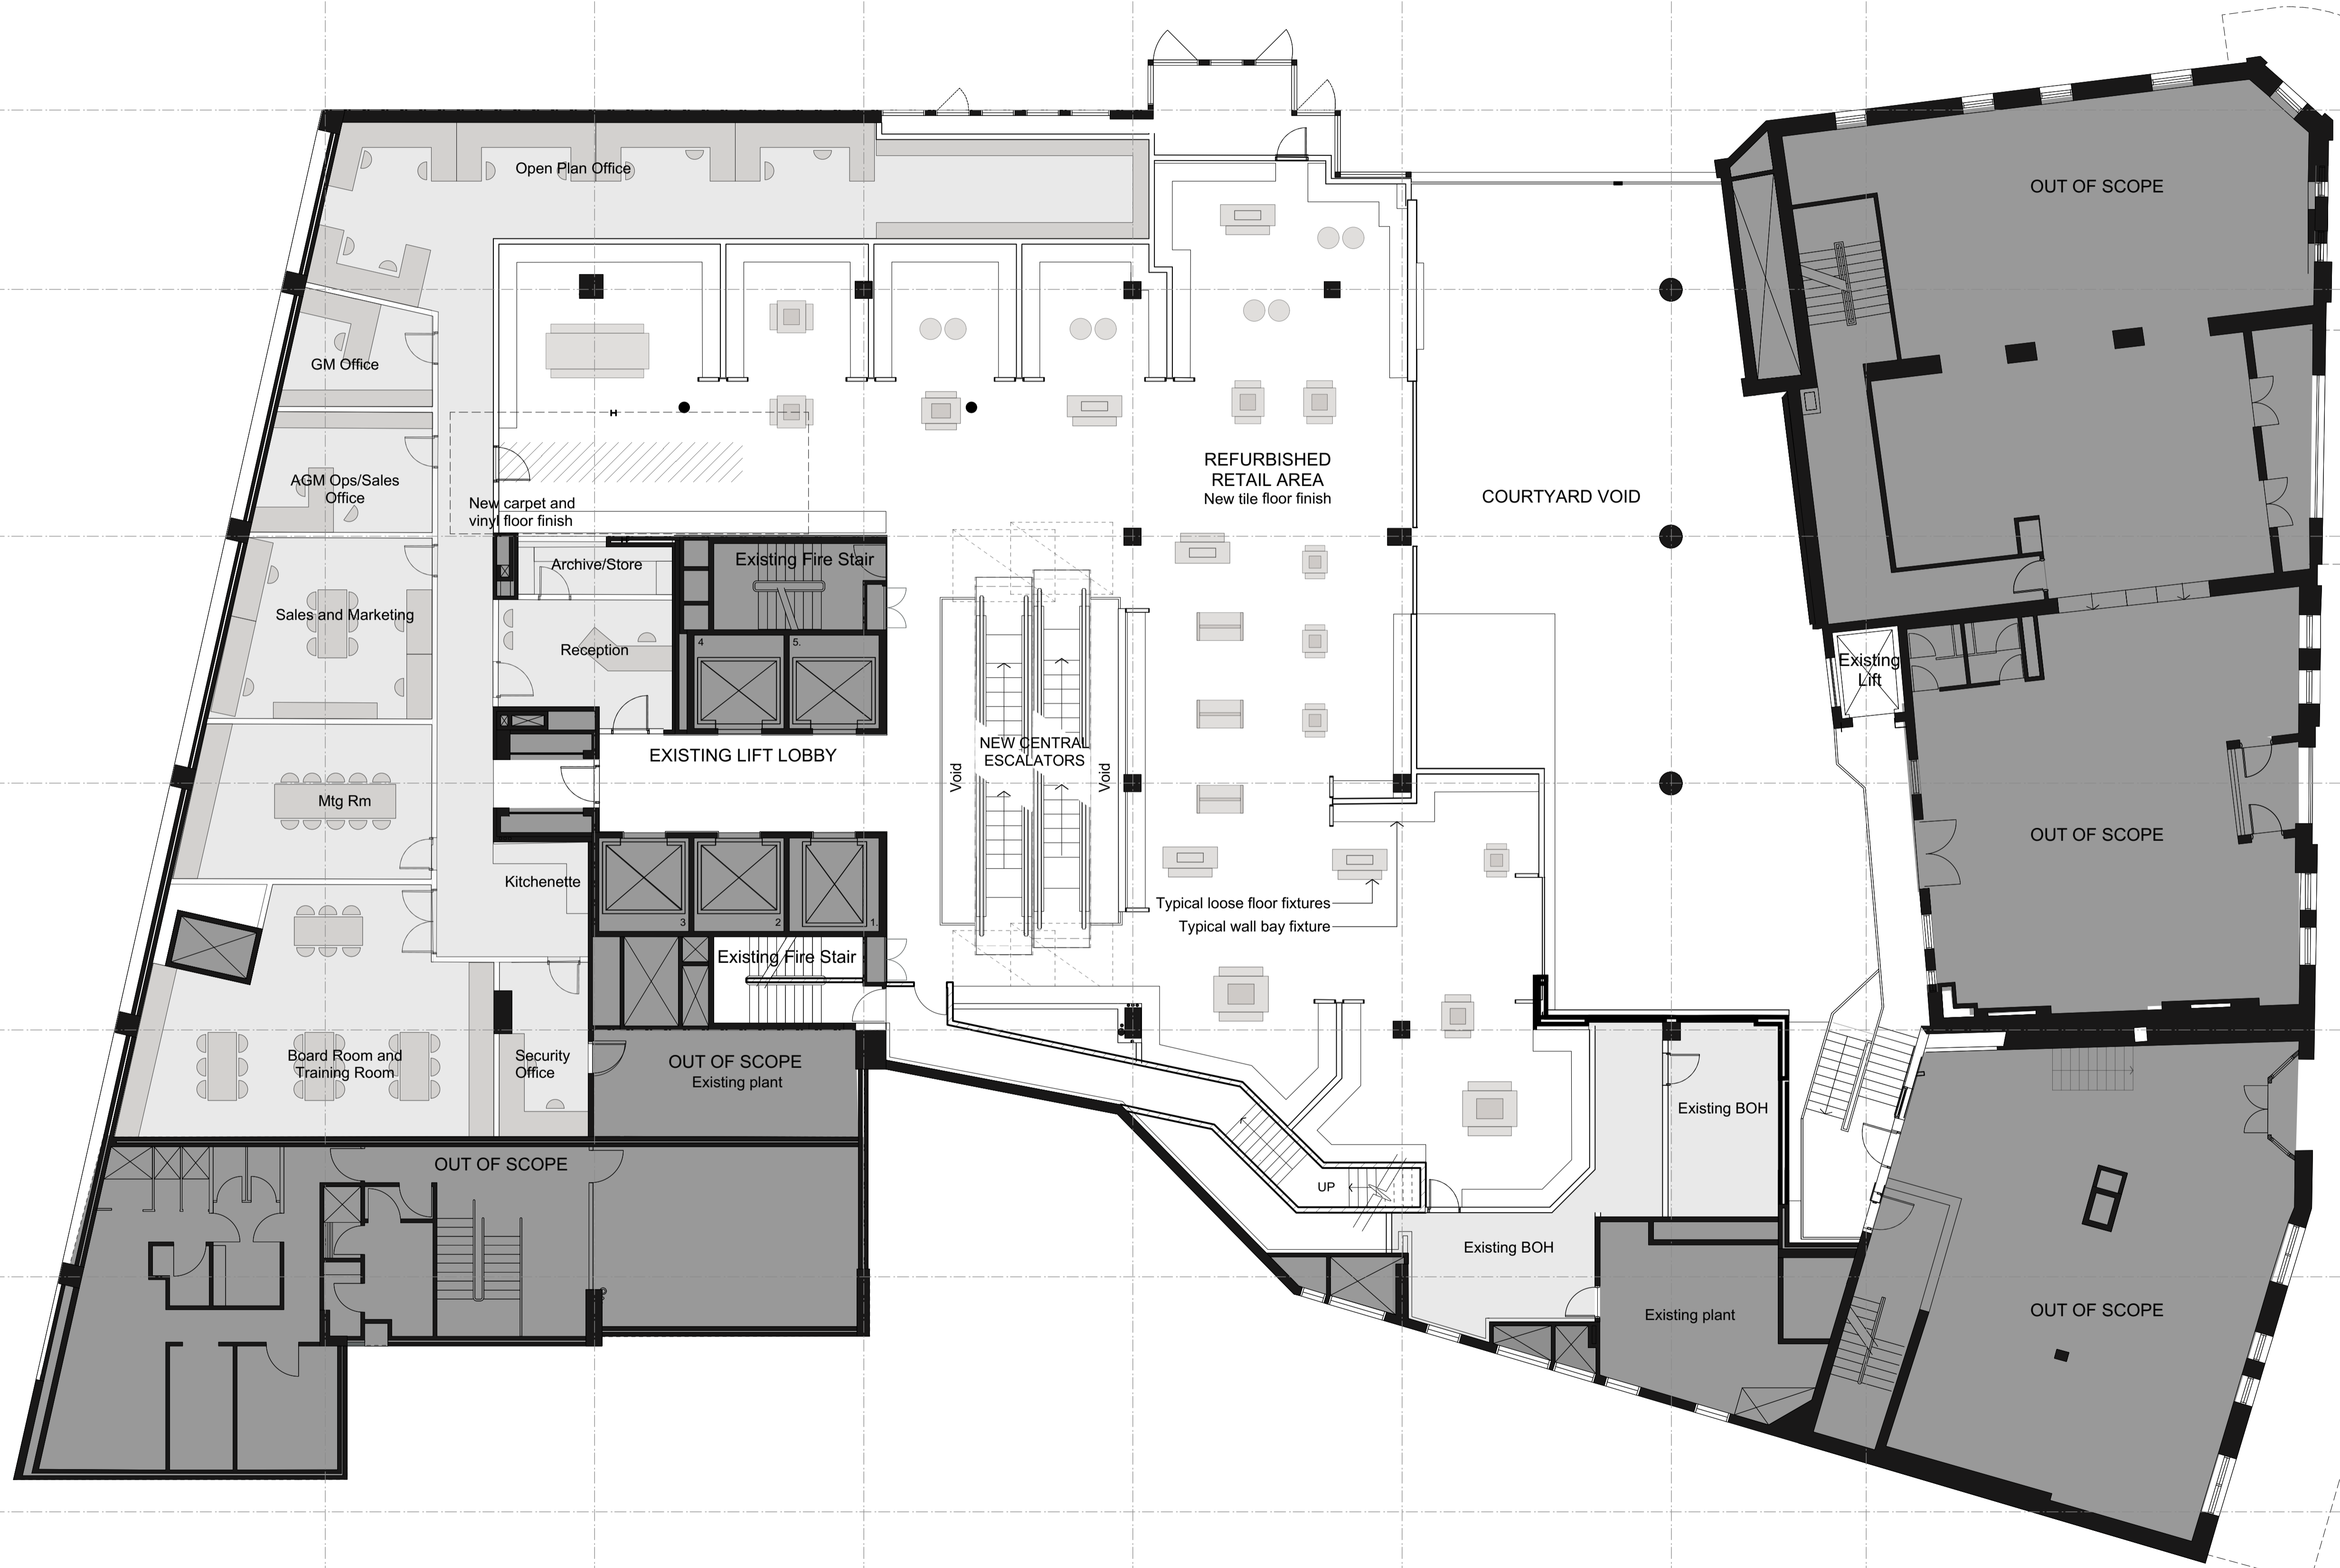 OUT OF SCOPE
Open Plan Office
GM Office
REFURBISHED
RETAIL AREA
New tile floor finish
COURTYARD VOID
AGM Ops/Sales
Office
New carpet and
vinyl floor finish
Archive/Store
Existing Fire Stair
Sales and Marketing
Reception
4
5.
Existing
Lift
EXISTING LIFT LOBBY
NEW CENTRAL
ESCALATORS
Void
Void
Mtg Rm
OUT OF SCOPE
Kitchenette
3
2
1.
Typical loose floor fixtures
Typical wall bay fixture
Existing Fire Stair
Board Room and
Training Room
Security
Office
OUT OF SCOPE
Existing plant
Existing BOH
OUT OF SCOPE
UP
Existing BOH
Existing plant
OUT OF SCOPE